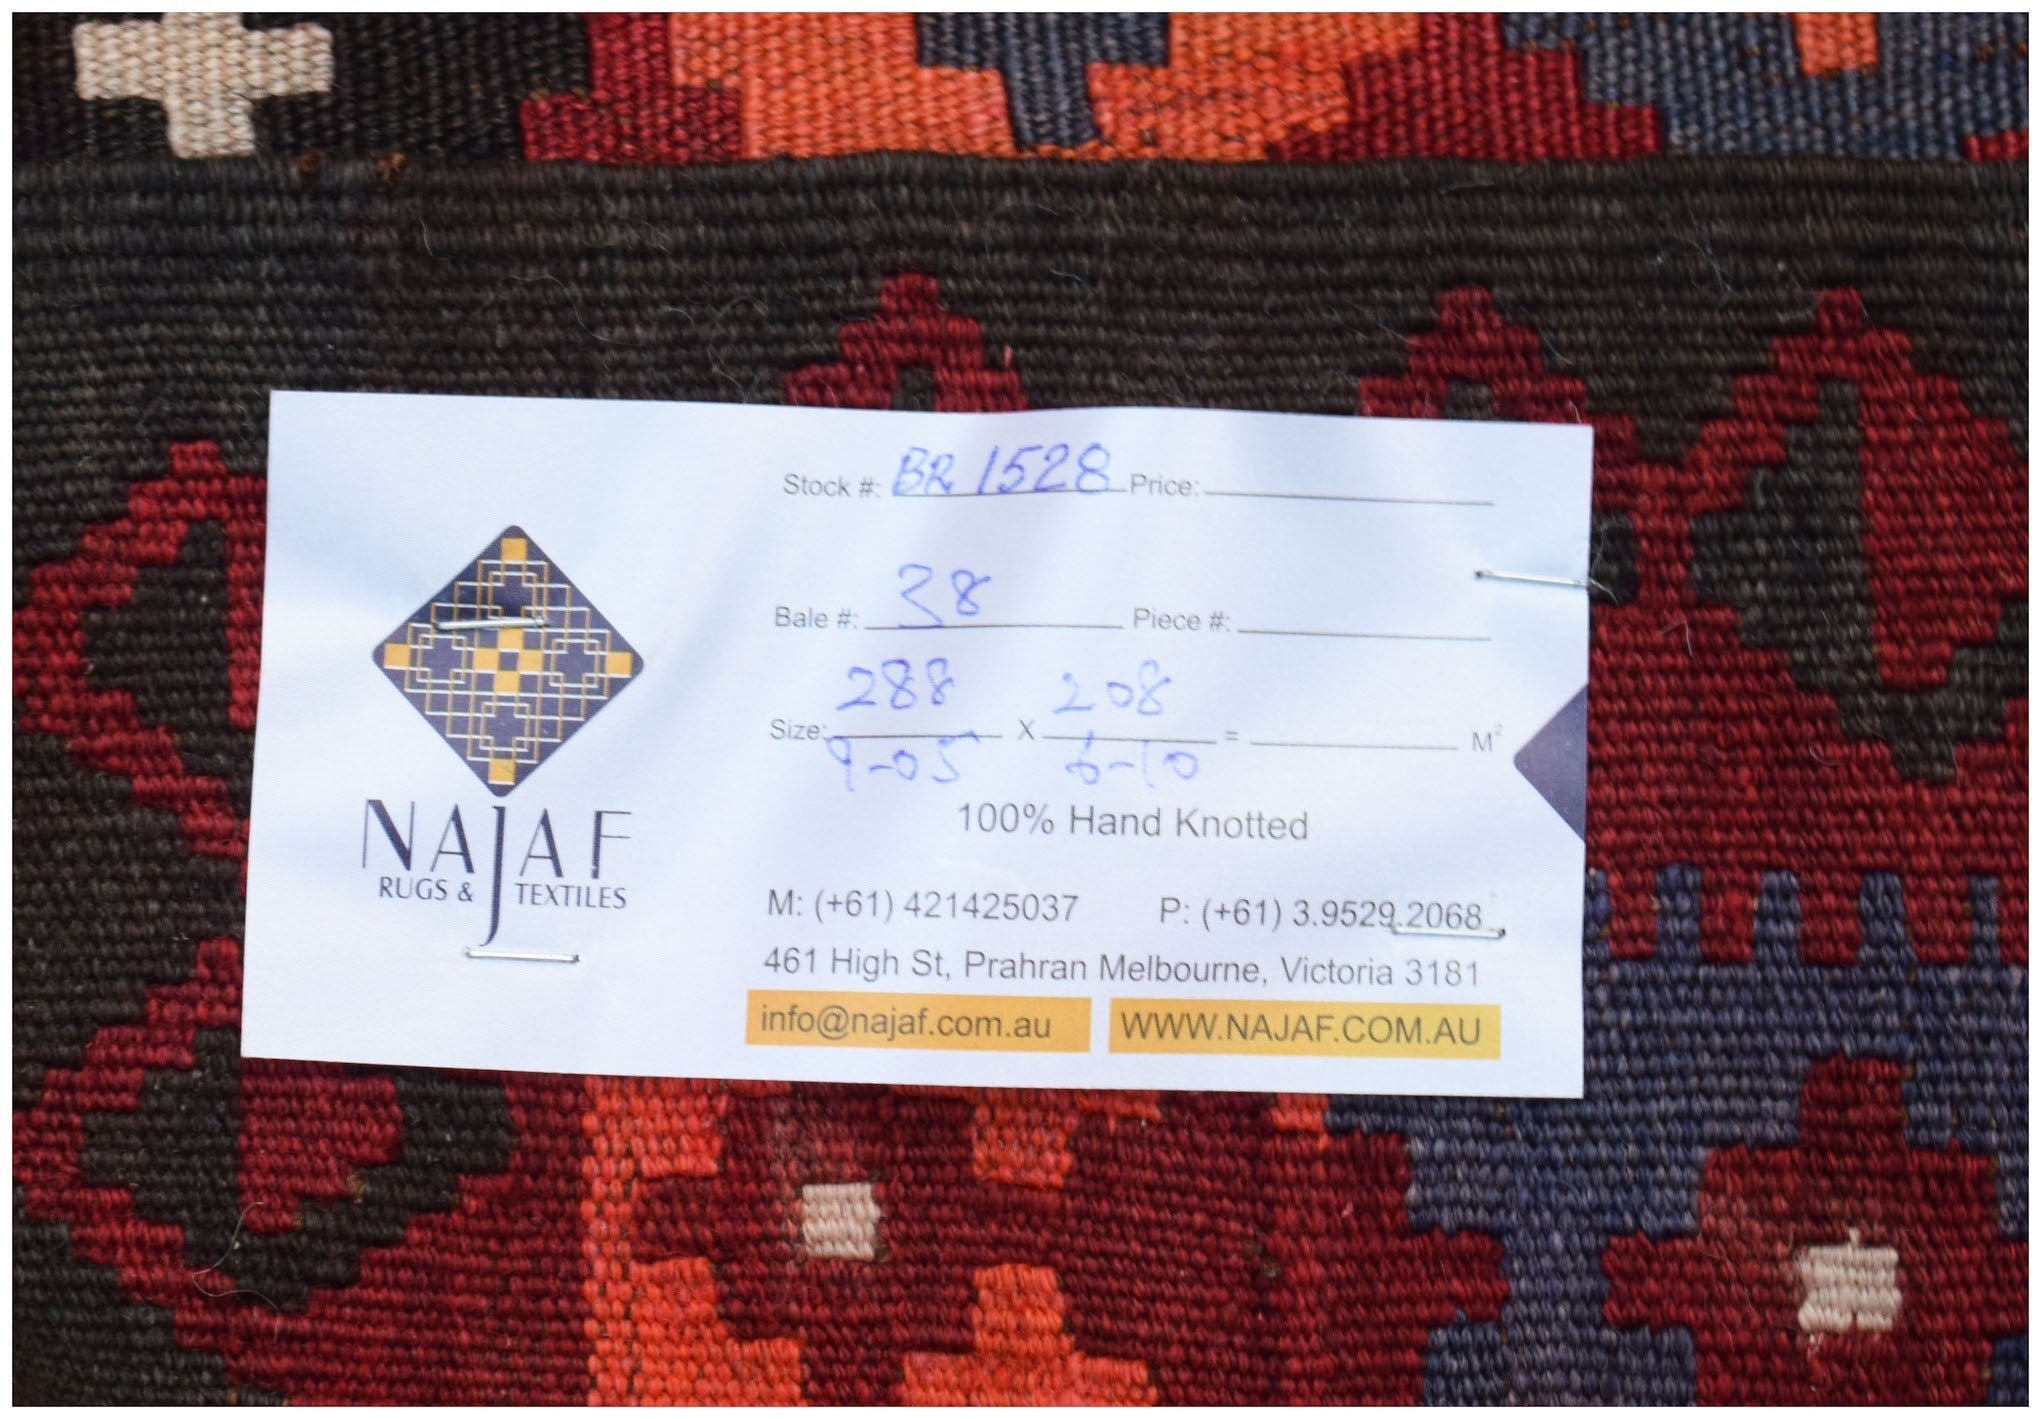 NAJAF
RUGS & TEXTILES
Stock #: BR 1528 Price:
Bale #: 38 Piece #:
288 208
Size: X = M²
9-05 6-10
100% Hand Knotted
M: (+61) 421425037 P: (+61) 3.9529.2068
461 High St, Prahran Melbourne, Victoria 3181
info@najaf.com.au WWW.NAJAF.COM.AU